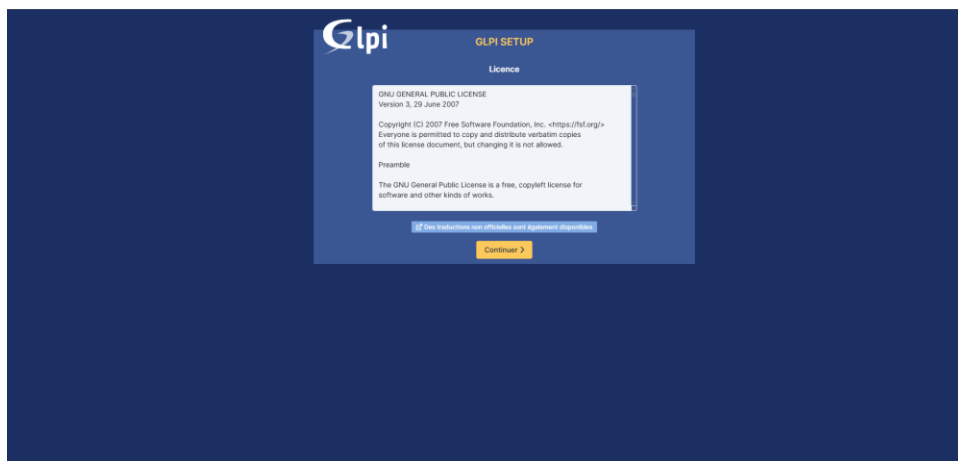 Glpi
GLPI SETUP
Licence
GNU GENERAL PUBLIC LICENSE
Version 3, 29 June 2007
Copyright (C) 2007 Free Software Foundation, Inc. <https://fsf.org/>
Everyone is permitted to copy and distribute verbatim copies
of this license document, but changing it is not allowed.
Preamble
The GNU General Public License is a free, copyleft license for
software and other kinds of works.
Des traductions non officielles sont également disponibles
Continuer